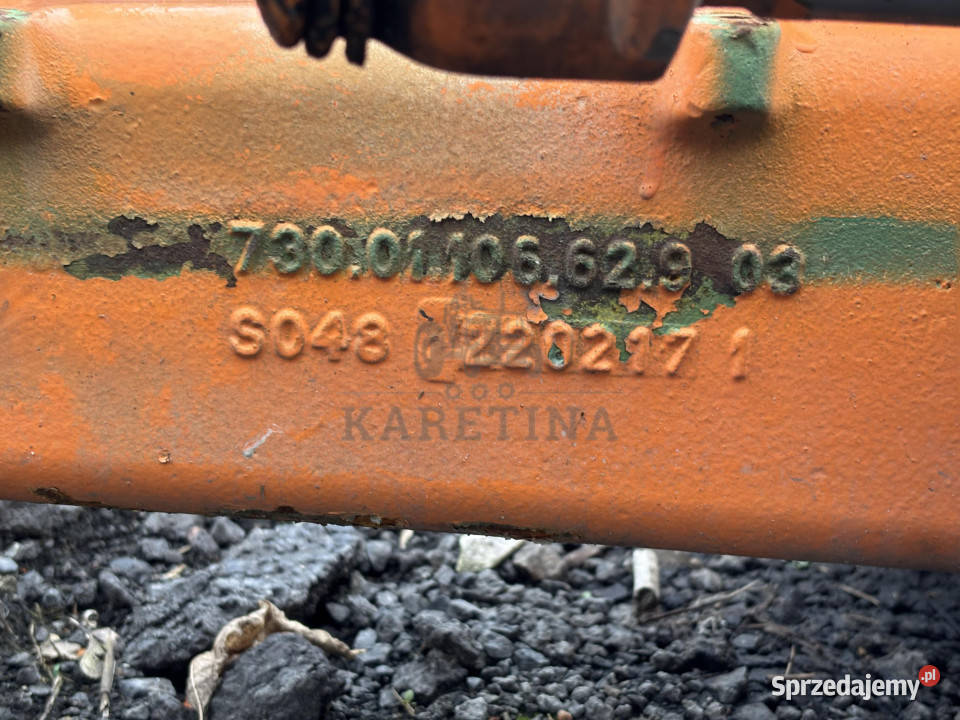 730.01.106.62.9 03
S048 220217 1
KARETINA
Sprzedajemy.pl